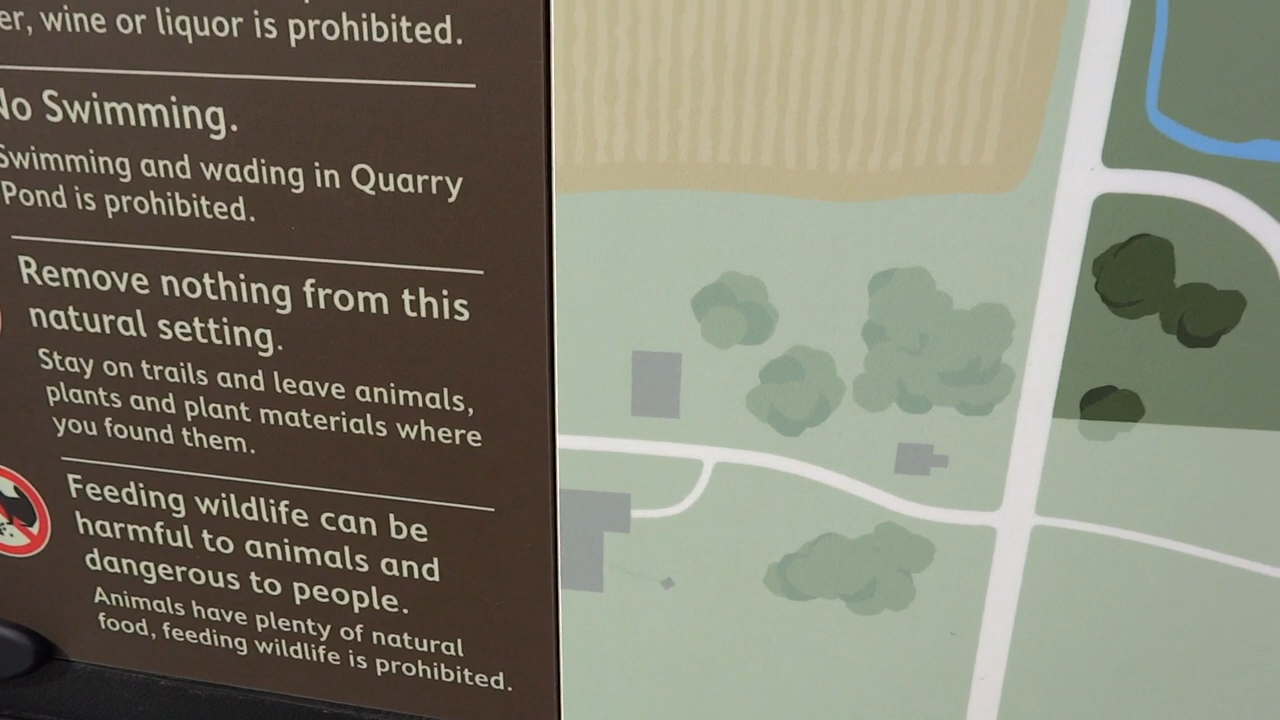 wine or liquor is prohibited.
No Swimming.
Swimming and wading in Quarry
Pond is prohibited.
Remove nothing from this
natural setting.
Stay on trails and leave animals,
plants and plant materials where
you found them.
Feeding wildlife can be
harmful to animals and
dangerous to people.
Animals have plenty of natural
food, feeding wildlife is prohibited.